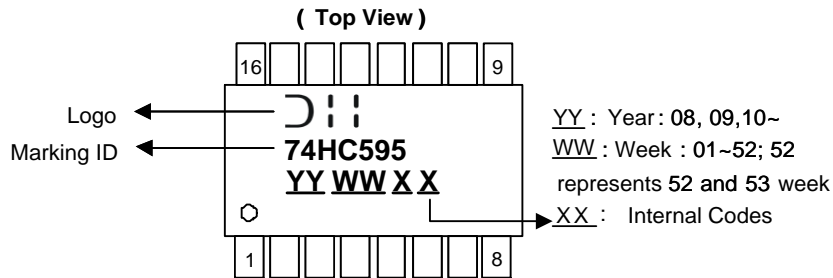 ( Top View )
16 9
Logo
Marking ID
74HC595
YY WW X X
YY : Year : 08, 09,10~
WW : Week : 01~52; 52
represents 52 and 53 week
XX : Internal Codes
1 8